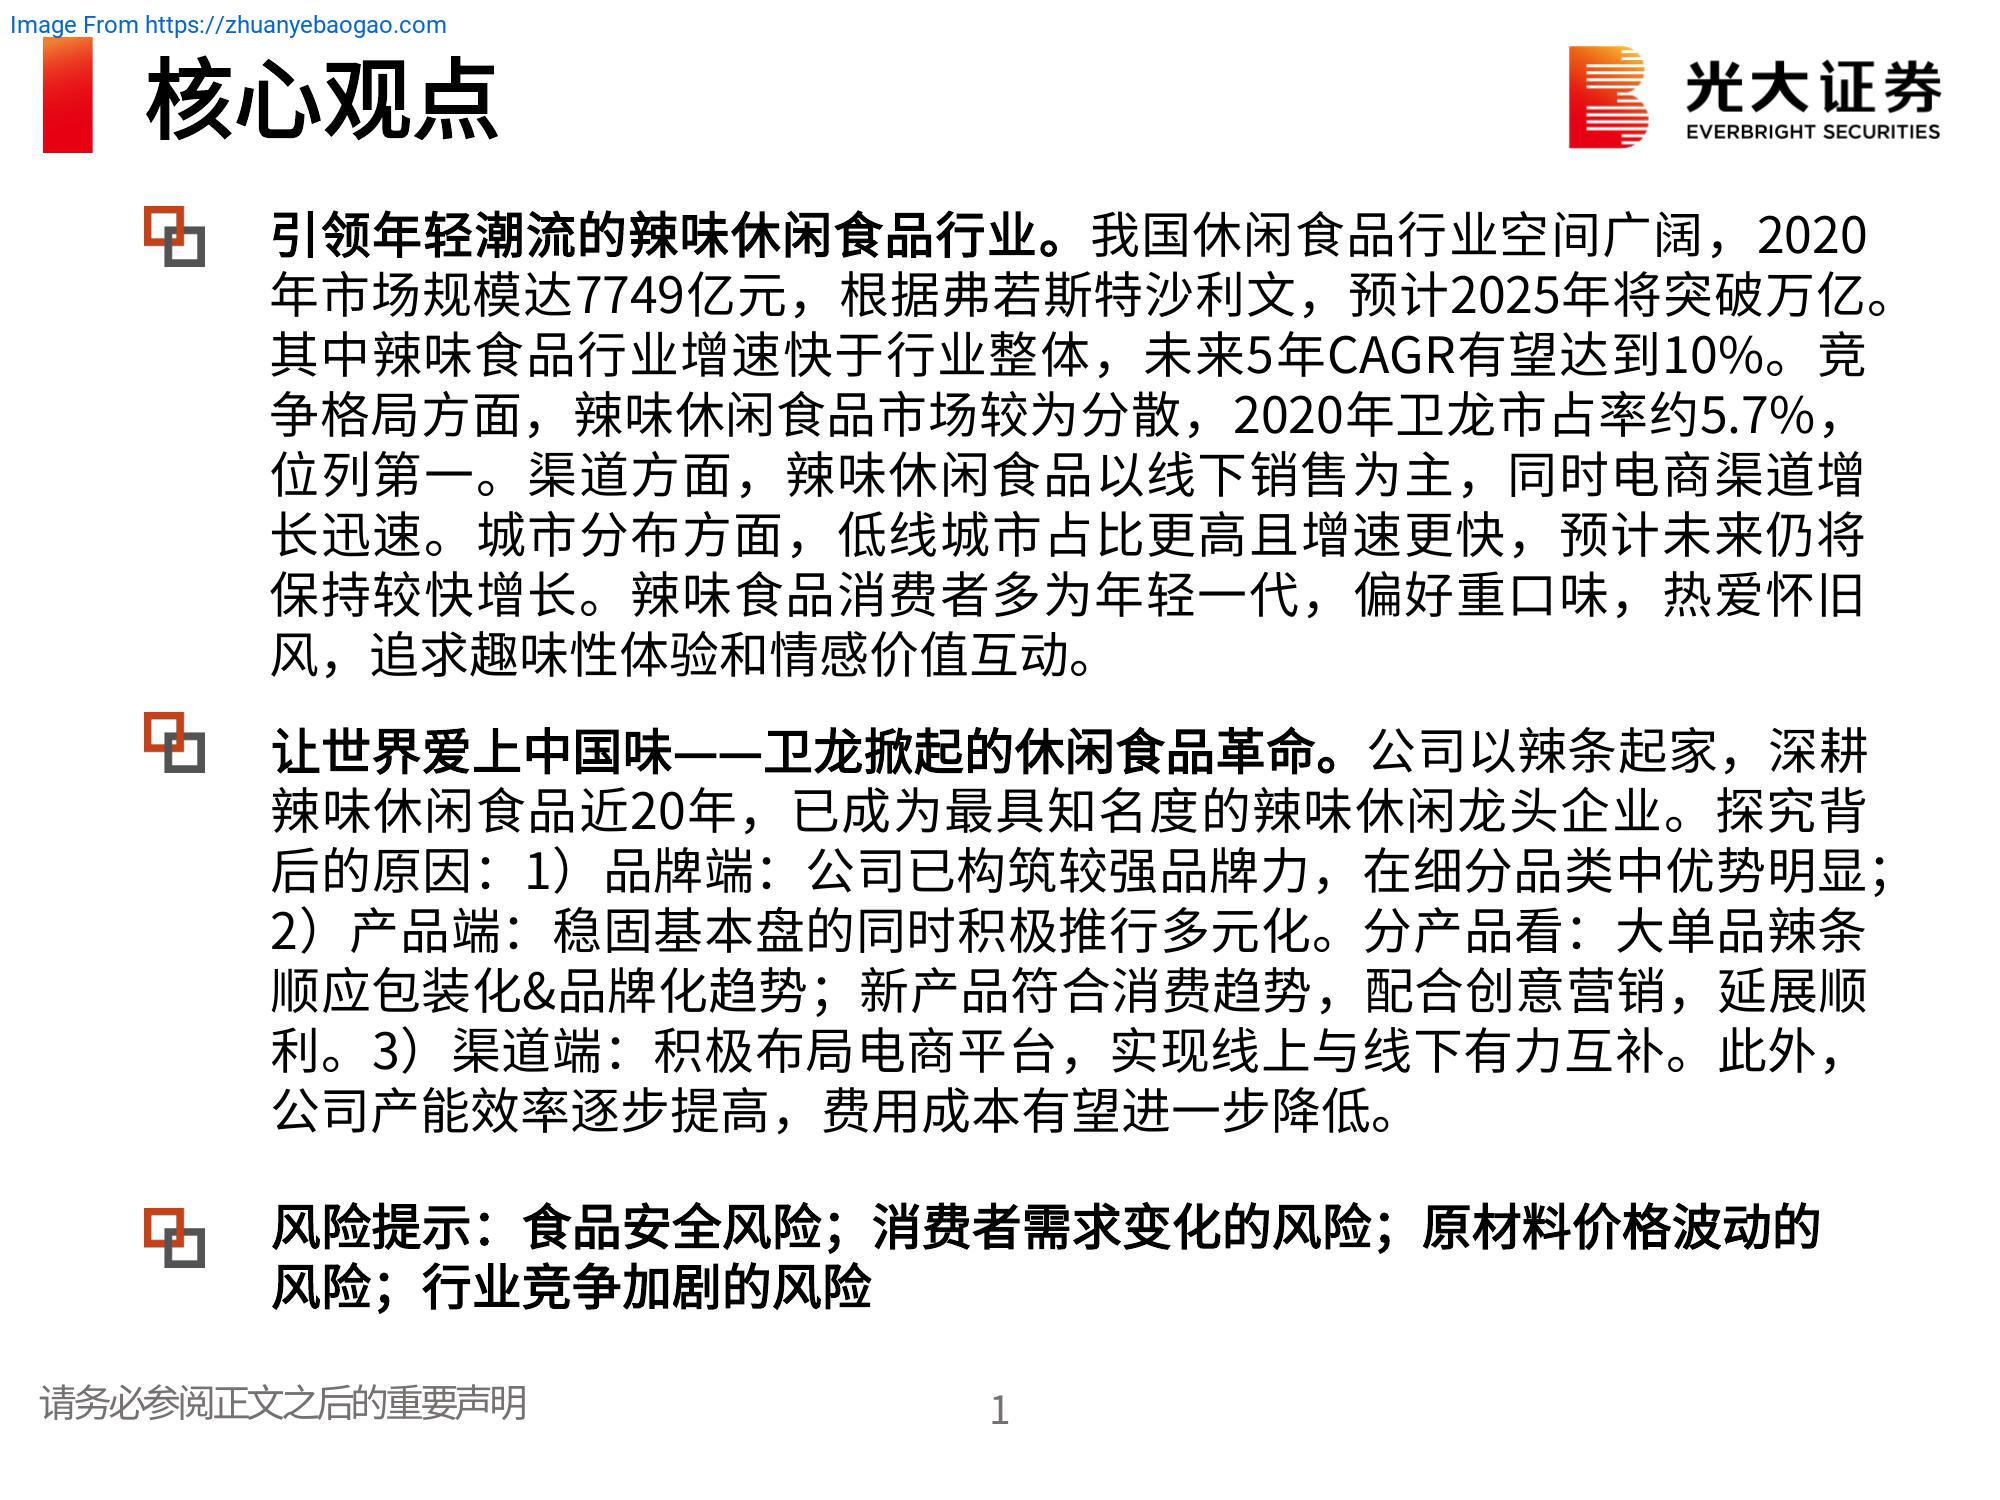 Image From https://zhuanyebaogao.com
核心观点
光大证券
EVERBRIGHT SECURITIES
引领年轻潮流的辣味休闲食品行业。我国休闲食品行业空间广阔，2020
年市场规模达7749亿元，根据弗若斯特沙利文，预计2025年将突破万亿。
其中辣味食品行业增速快于行业整体，未来5年CAGR有望达到10%。竞
争格局方面，辣味休闲食品市场较为分散，2020年卫龙市占率约5.7%，
位列第一。渠道方面，辣味休闲食品以线下销售为主，同时电商渠道增
长迅速。城市分布方面，低线城市占比更高且增速更快，预计未来仍将
保持较快增长。辣味食品消费者多为年轻一代，偏好重口味，热爱怀旧
风，追求趣味性体验和情感价值互动。
让世界爱上中国味——卫龙掀起的休闲食品革命。公司以辣条起家，深耕
辣味休闲食品近20年，已成为最具知名度的辣味休闲龙头企业。探究背
后的原因：1）品牌端：公司已构筑较强品牌力，在细分品类中优势明显；
2）产品端：稳固基本盘的同时积极推行多元化。分产品看：大单品辣条
顺应包装化&品牌化趋势；新产品符合消费趋势，配合创意营销，延展顺
利。3）渠道端：积极布局电商平台，实现线上与线下有力互补。此外，
公司产能效率逐步提高，费用成本有望进一步降低。
风险提示：食品安全风险；消费者需求变化的风险；原材料价格波动的
风险；行业竞争加剧的风险
请务必参阅正文之后的重要声明
1